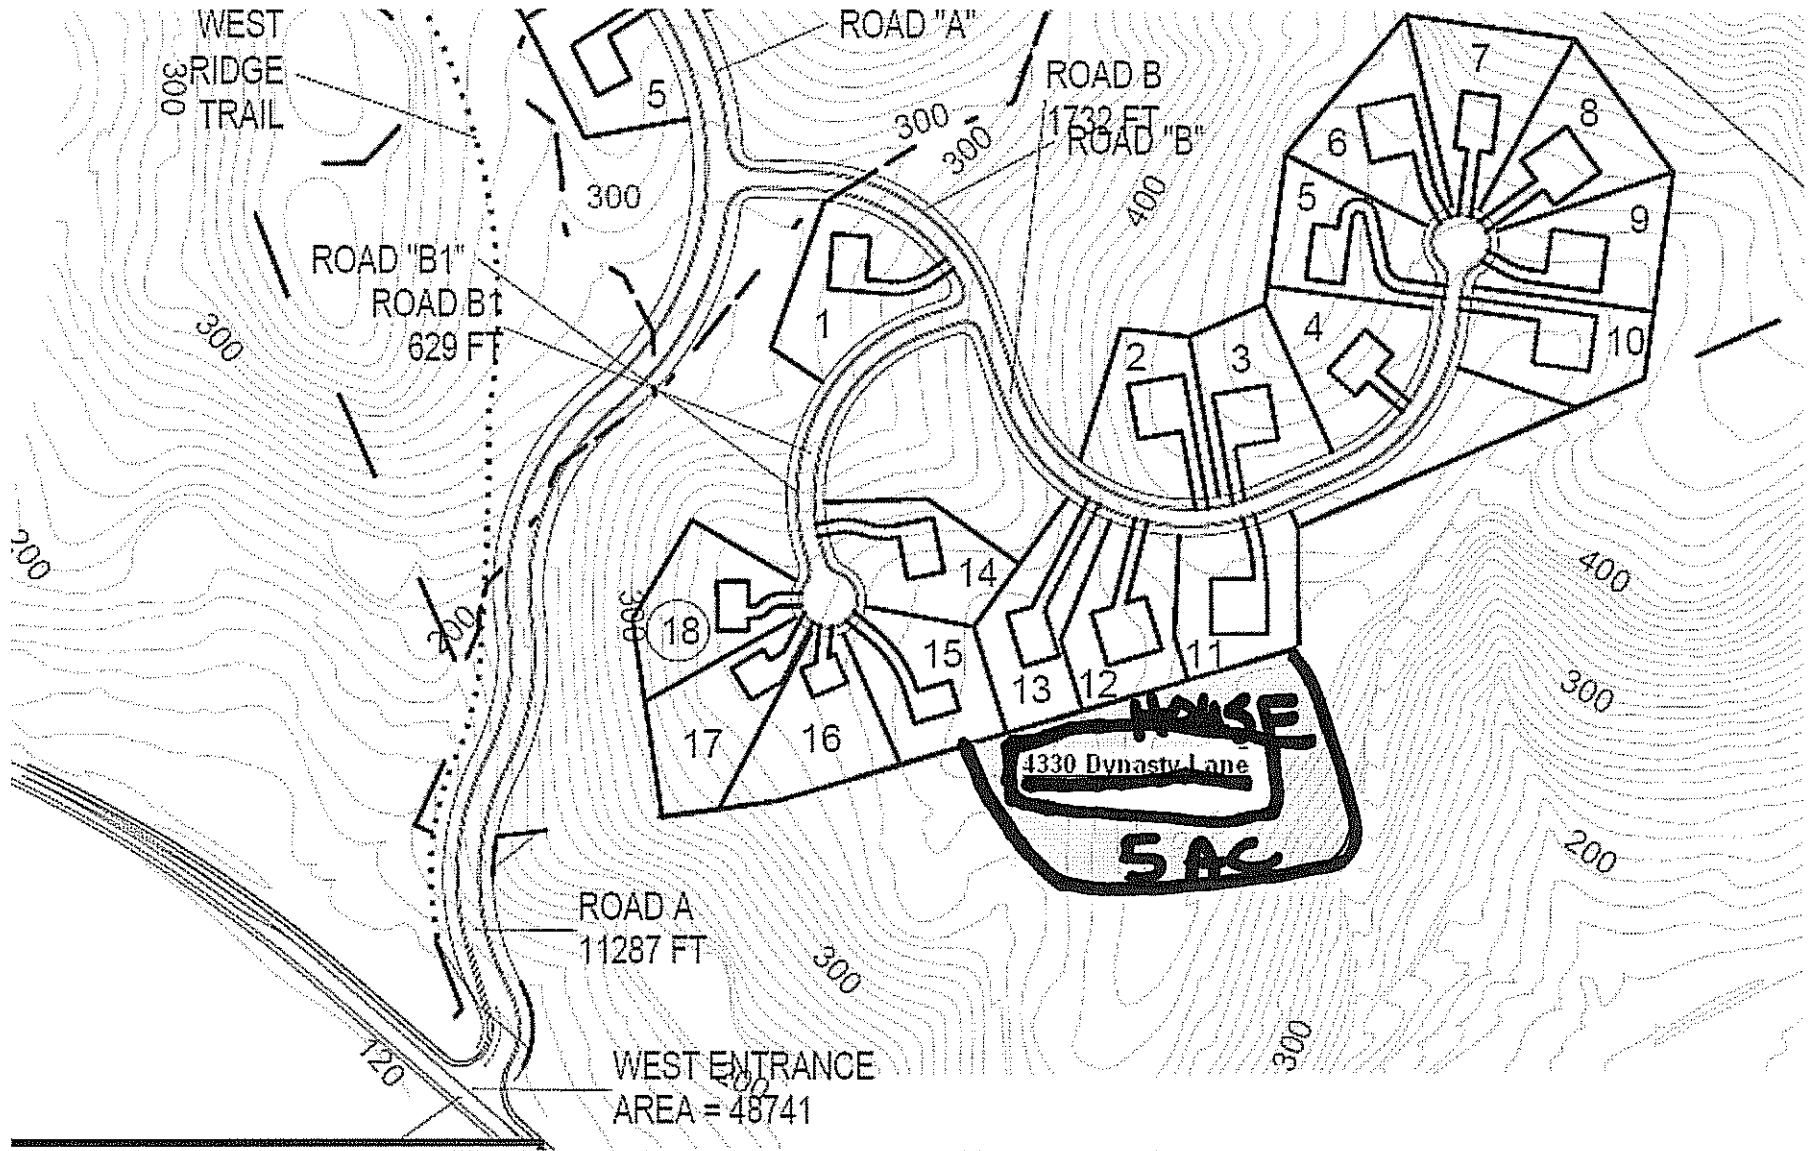 WEST
RIDGE
TRAIL
300
5
ROAD "A"
ROAD B
1732 FT
ROAD "B"
300
300
300
400
7
8
6
5
9
4
10
ROAD "B1"
ROAD B1
629 FT
300
1
2
3
200
200
300
18
14
15
13
12
11
17
16
400
300
200
HOUSE
4330 Dynasty Lane
5 AC
ROAD A
11287 FT
300
300
120
WEST ENTRANCE
AREA = 48741